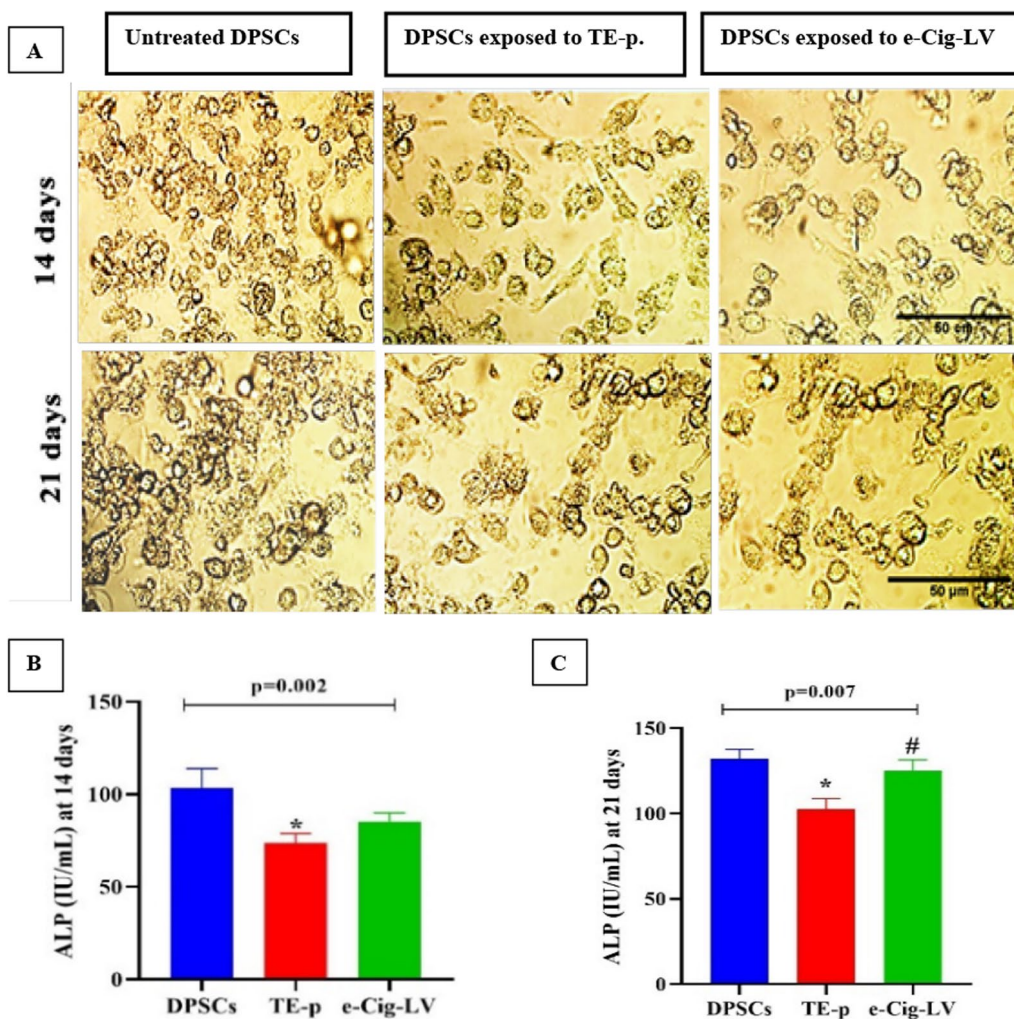 A
Untreated DPSCs
DPSCs exposed to TE-p.
DPSCs exposed to e-Cig-LV
14 days
50 cm
21 days
50 µm
B
p=0.002
ALP (IU/mL) at 14 days
150
100
50
0
*
DPSCs
TE-p
e-Cig-LV
C
p=0.007
ALP (IU/mL) at 21 days
150
100
50
0
*
#
DPSCs
TE-p
e-Cig-LV